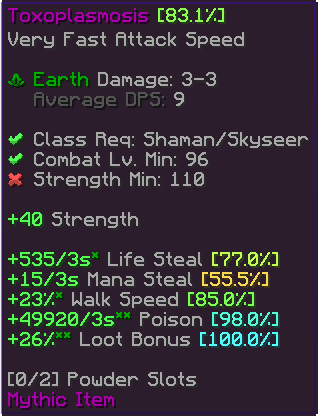 Toxoplasmosis [83.1%]
Very Fast Attack Speed
Earth Damage: 3-3
Average DPS: 9
✔ Class Req: Shaman/Skyseer
✔ Combat Lv. Min: 96
✖ Strength Min: 110
+40 Strength
+535/3s* Life Steal [77.0%]
+15/3s Mana Steal [55.5%]
+23%* Walk Speed [85.0%]
+49920/3s** Poison [98.0%]
+26%** Loot Bonus [100.0%]
[0/2] Powder Slots
Mythic Item